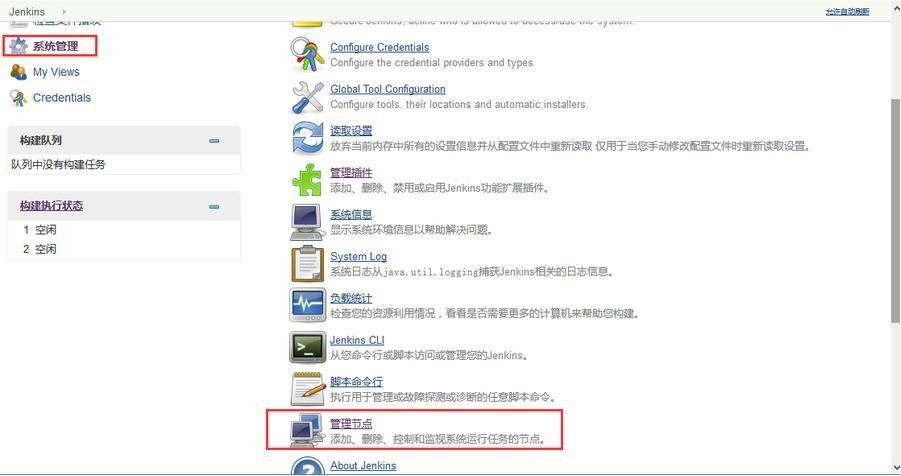 Jenkins
允许自动刷新
系统管理
My Views
Credentials
构建队列
队列中没有构建任务
构建执行状态
1 空闲
2 空闲
Secure Jenkins; define who is allowed to access/use the system.
Configure Credentials
Configure the credential providers and types
Global Tool Configuration
Configure tools, their locations and automatic installers.
读取设置
放弃当前内存中所有的设置信息并从配置文件中重新读取 仅用于当您手动修改配置文件时重新读取设置。
管理插件
添加、删除、禁用或启用Jenkins功能扩展插件。
系统信息
显示系统环境信息以帮助解决问题。
System Log
系统日志从java.util.logging捕获Jenkins相关的日志信息。
负载统计
检查您的资源利用情况，看看是否需要更多的计算机来帮助您构建。
Jenkins CLI
从您命令行或脚本访问或管理您的Jenkins。
脚本命令行
执行用于管理或故障探测或诊断的任意脚本命令。
管理节点
添加、删除、控制和监视系统运行任务的节点。
About Jenkins